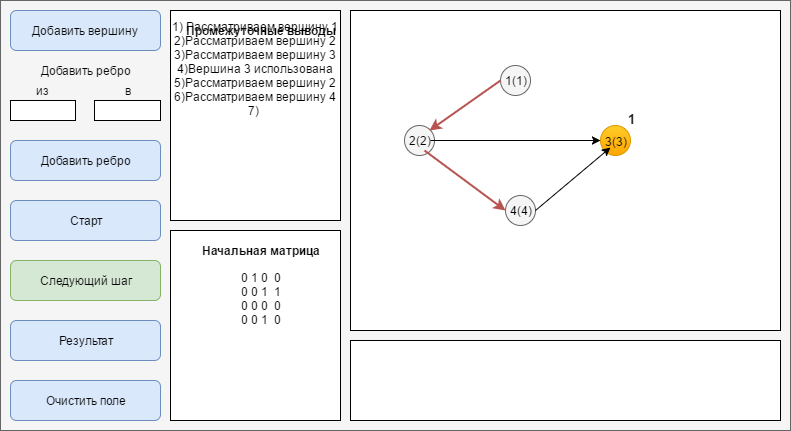 Добавить вершину
Добавить ребро
из
в
Добавить ребро
Старт
Следующий шаг
Результат
Очистить поле
Промежуточные выводы
1) Рассматриваем вершину 1
2)Рассматриваем вершину 2
3)Рассматриваем вершину 3
4)Вершина 3 использована
5)Рассматриваем вершину 2
6)Рассматриваем вершину 4
7)
Начальная матрица
0 1 0 0
0 0 1 1
0 0 0 0
0 0 1 0
1(1)
1
2(2)
3(3)
4(4)